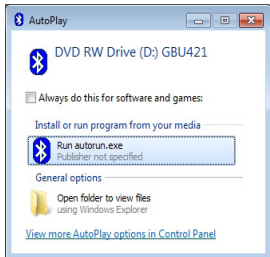 AutoPlay
DVD RW Drive (D:) GBU421
Always do this for software and games:
Install or run program from your media
Run autorun.exe
Publisher not specified
General options
Open folder to view files
using Windows Explorer
View more AutoPlay options in Control Panel